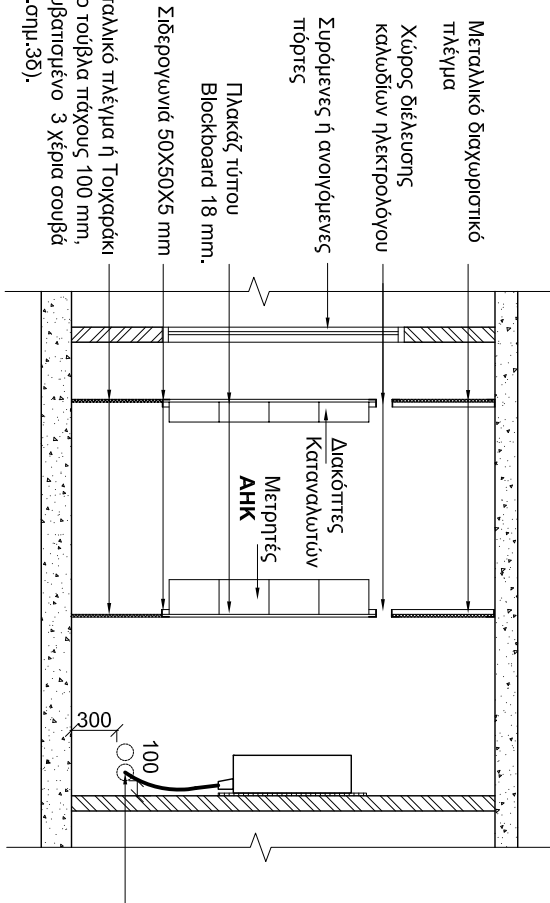 Μεταλλικό διαχωριστικό
πλέγμα
Χώρος διέλευσης
καλωδίων ηλεκτρολόγου
Συρόμενες ή ανοιγόμενες
πόρτες
Πλακάζ τύπου
Blockboard 18 mm.
Σιδερογωνιά 50X50X5 mm
ταλλικό πλέγμα ή Τοιχαράκι
ο τούβλα πάχους 100 mm,
υβατισμένο 3 χέρια σουβά
.σημ.3δ).
Διακόπτες
Καταναλωτών
Μετρητές
ΑΗΚ
300
100